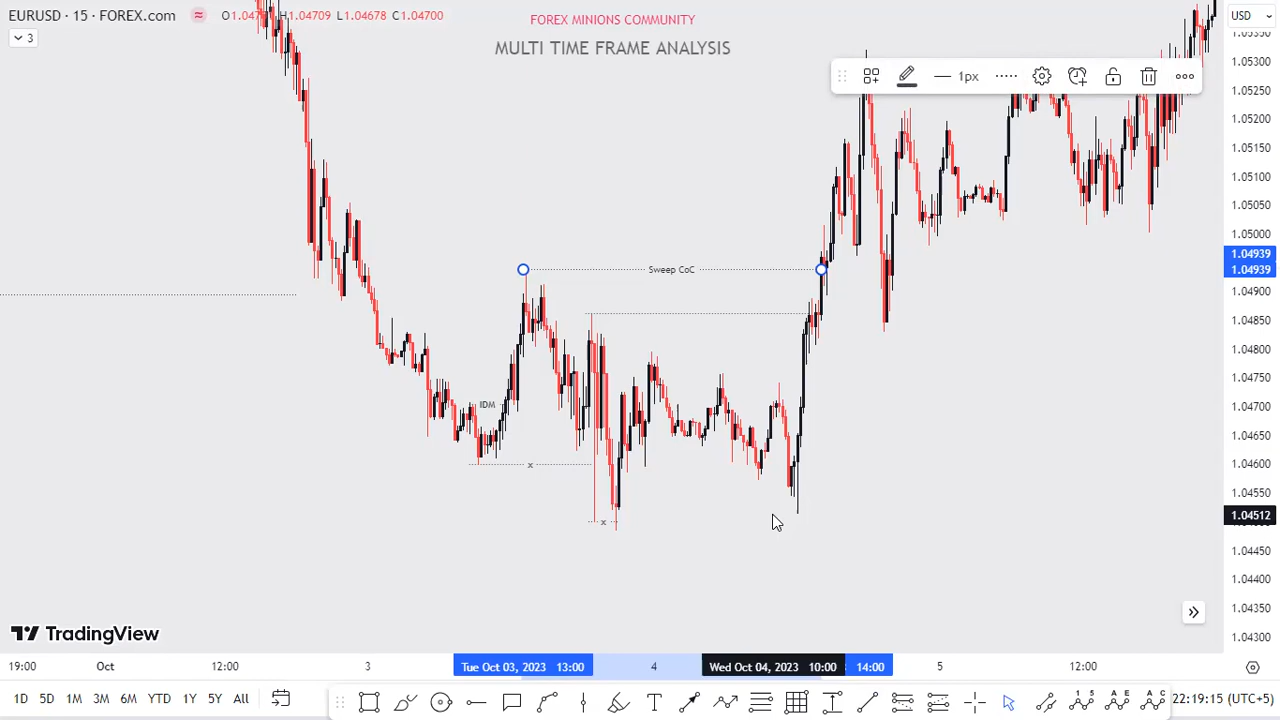 EURUSD · 15 · FOREX.com
1.04709 L1.04678 C1.04700
3
FOREX MINIONS COMMUNITY
MULTI TIME FRAME ANALYSIS
USD
1px
1.05300
1.05250
1.05200
1.05150
1.05100
1.05050
1.05000
1.04939
1.04939
1.04900
1.04850
1.04800
1.04750
1.04700
1.04650
1.04600
1.04550
1.04512
1.04450
1.04400
1.04350
1.04300
Sweep CoC
IDM
x
x
TradingView
19:00 Oct 12:00 3 Tue Oct 03, 2023 13:00 4 Wed Oct 04, 2023 10:00 14:00 5 12:00
1D 5D 1M 3M 6M YTD 1Y 5Y All
22:19:15 (UTC+5)